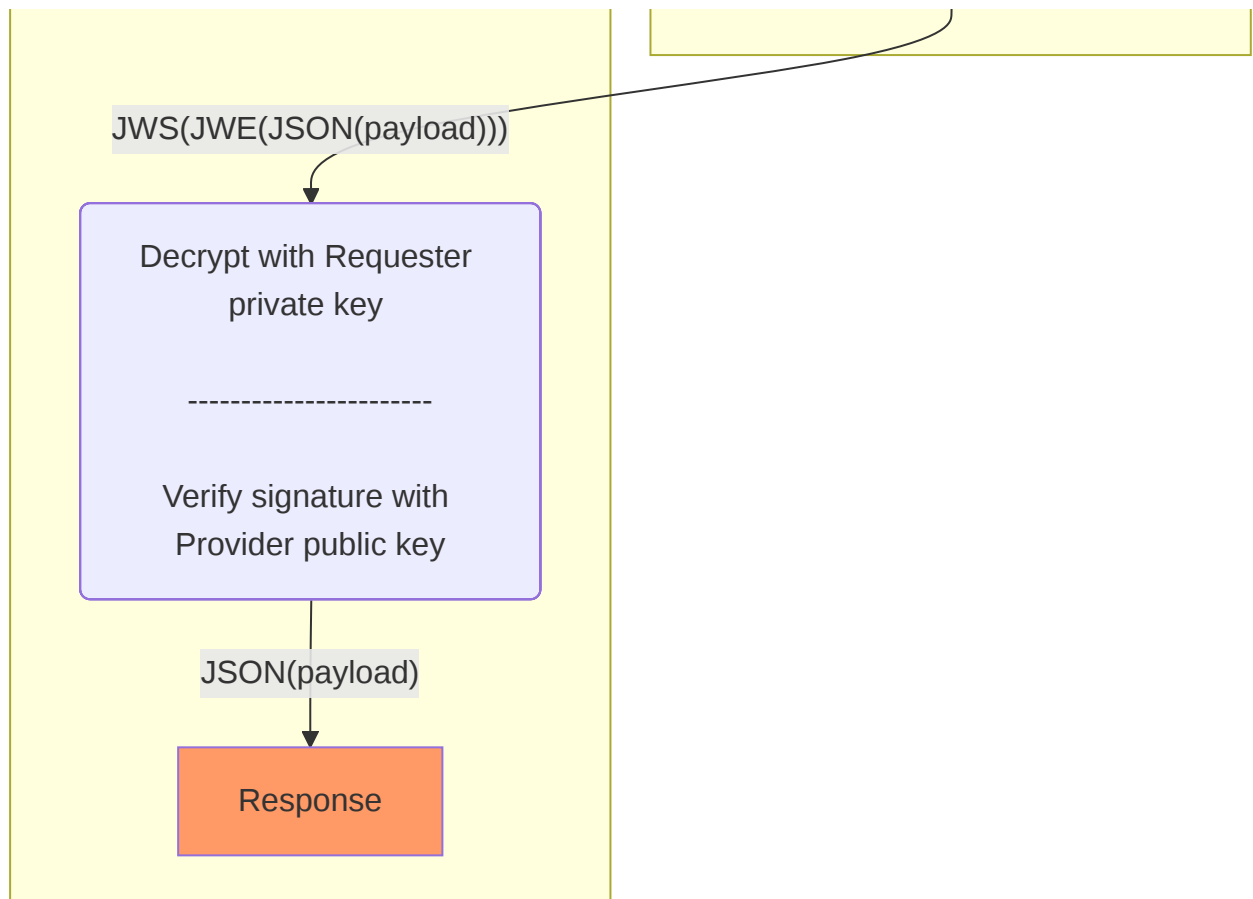 JWS(JWE(JSON(payload)))
Decrypt with Requester
private key
-----------------------
Verify signature with
Provider public key
JSON(payload)
Response